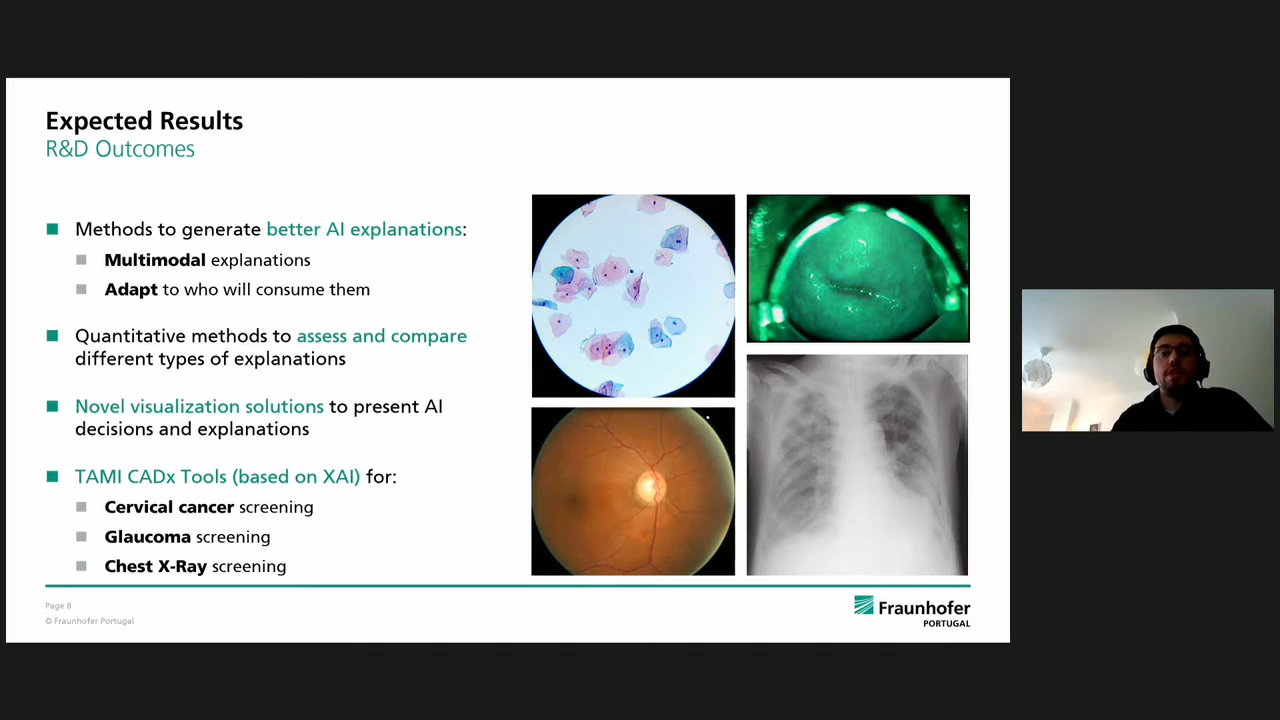 Expected Results
R&D Outcomes
Methods to generate better AI explanations:
Multimodal explanations
Adapt to who will consume them
Quantitative methods to assess and compare
different types of explanations
Novel visualization solutions to present AI
decisions and explanations
TAMI CADx Tools (based on XAI) for:
Cervical cancer screening
Glaucoma screening
Chest X-Ray screening
Page 8
© Fraunhofer Portugal
Fraunhofer
PORTUGAL